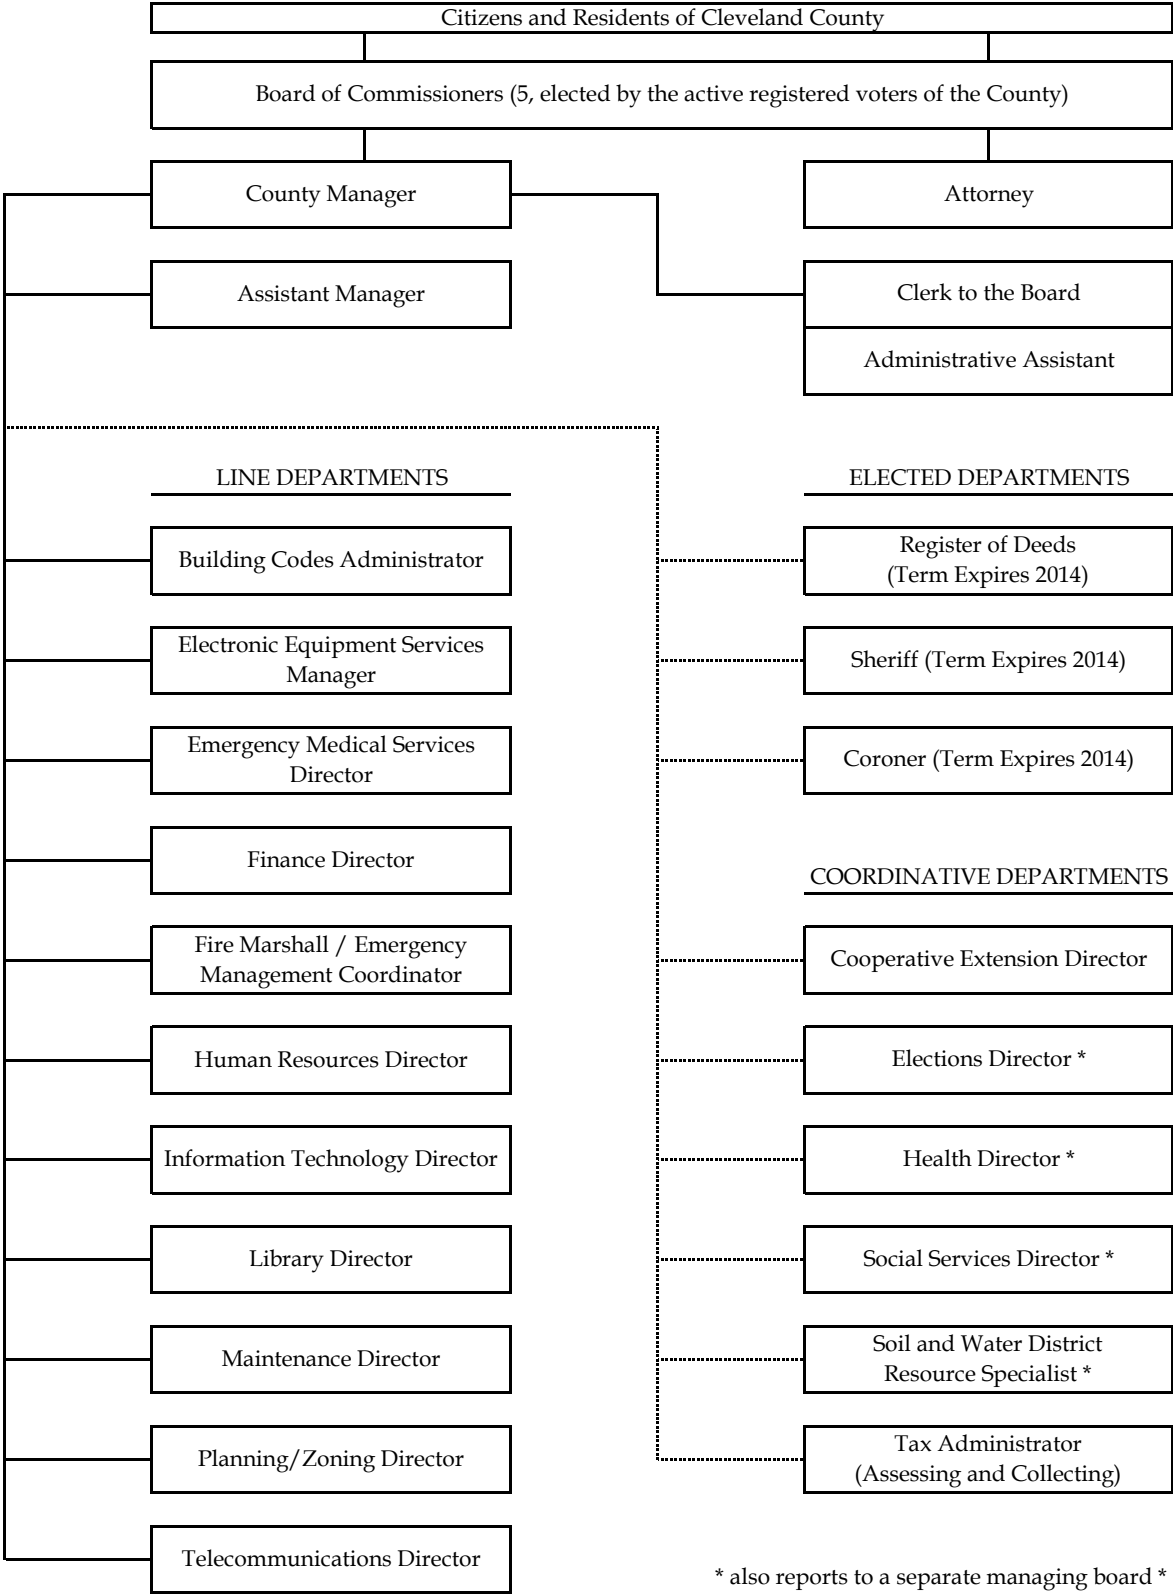 Citizens and Residents of Cleveland County
Board of Commissioners (5, elected by the active registered voters of the County)
County Manager
Attorney
Assistant Manager
Clerk to the Board
Administrative Assistant
LINE DEPARTMENTS
Building Codes Administrator
Electronic Equipment Services
Manager
Emergency Medical Services
Director
Finance Director
Fire Marshall / Emergency
Management Coordinator
Human Resources Director
Information Technology Director
Library Director
Maintenance Director
Planning/Zoning Director
Telecommunications Director
ELECTED DEPARTMENTS
Register of Deeds
(Term Expires 2014)
Sheriff (Term Expires 2014)
Coroner (Term Expires 2014)
COORDINATIVE DEPARTMENTS
Cooperative Extension Director
Elections Director *
Health Director *
Social Services Director *
Soil and Water District
Resource Specialist *
Tax Administrator
(Assessing and Collecting)
* also reports to a separate managing board *